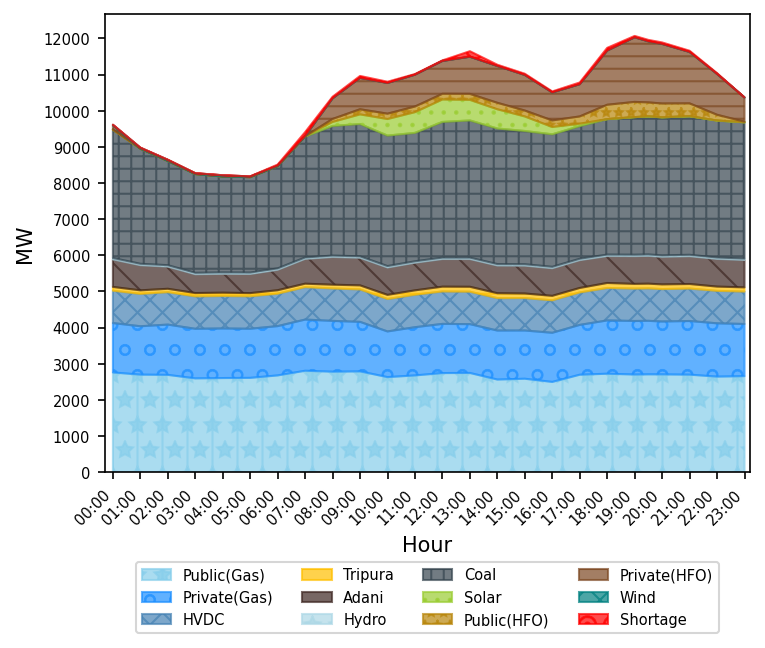 12000
11000
10000
9000
8000
7000
6000
5000
4000
3000
2000
1000
0
MW
00:00 01:00 02:00 03:00 04:00 05:00 06:00 07:00 08:00 09:00 10:00 11:00 12:00 13:00 14:00 15:00 16:00 17:00 18:00 19:00 20:00 21:00 22:00 23:00
Hour
Public(Gas) Tripura Coal Private(HFO)
Private(Gas) Adani Solar Wind
HVDC Hydro Public(HFO) Shortage